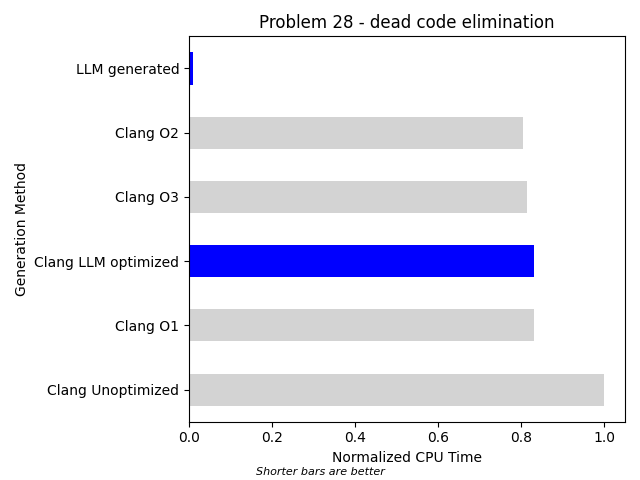 Problem 28 - dead code elimination
Generation Method
LLM generated
Clang O2
Clang O3
Clang LLM optimized
Clang O1
Clang Unoptimized
0.0 0.2 0.4 0.6 0.8 1.0
Normalized CPU Time
Shorter bars are better